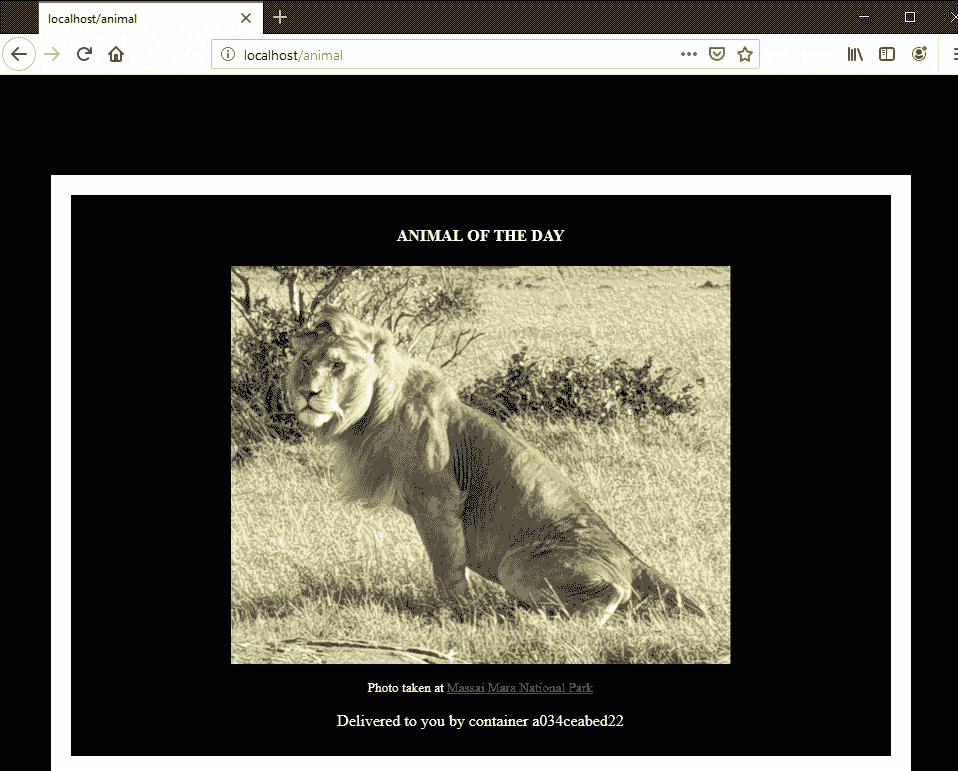 localhost/animal
localhost/animal
ANIMAL OF THE DAY
Photo taken at Massai Mara National Park
Delivered to you by container a034ceabed22